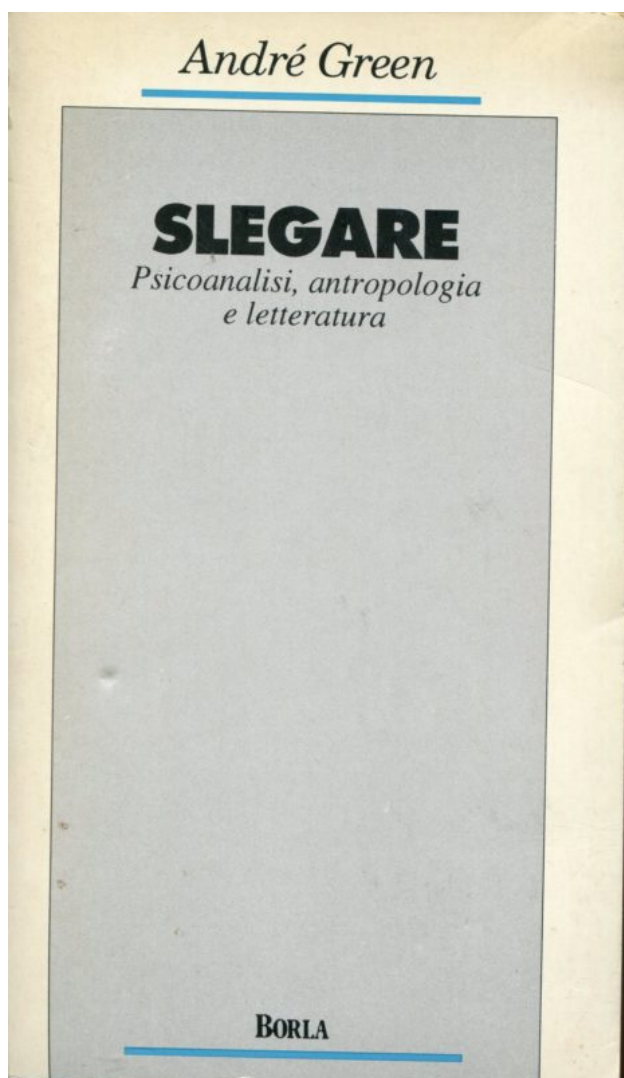 André Green
SLEGARE
Psicoanalisi, antropologia
e letteratura
BORLA